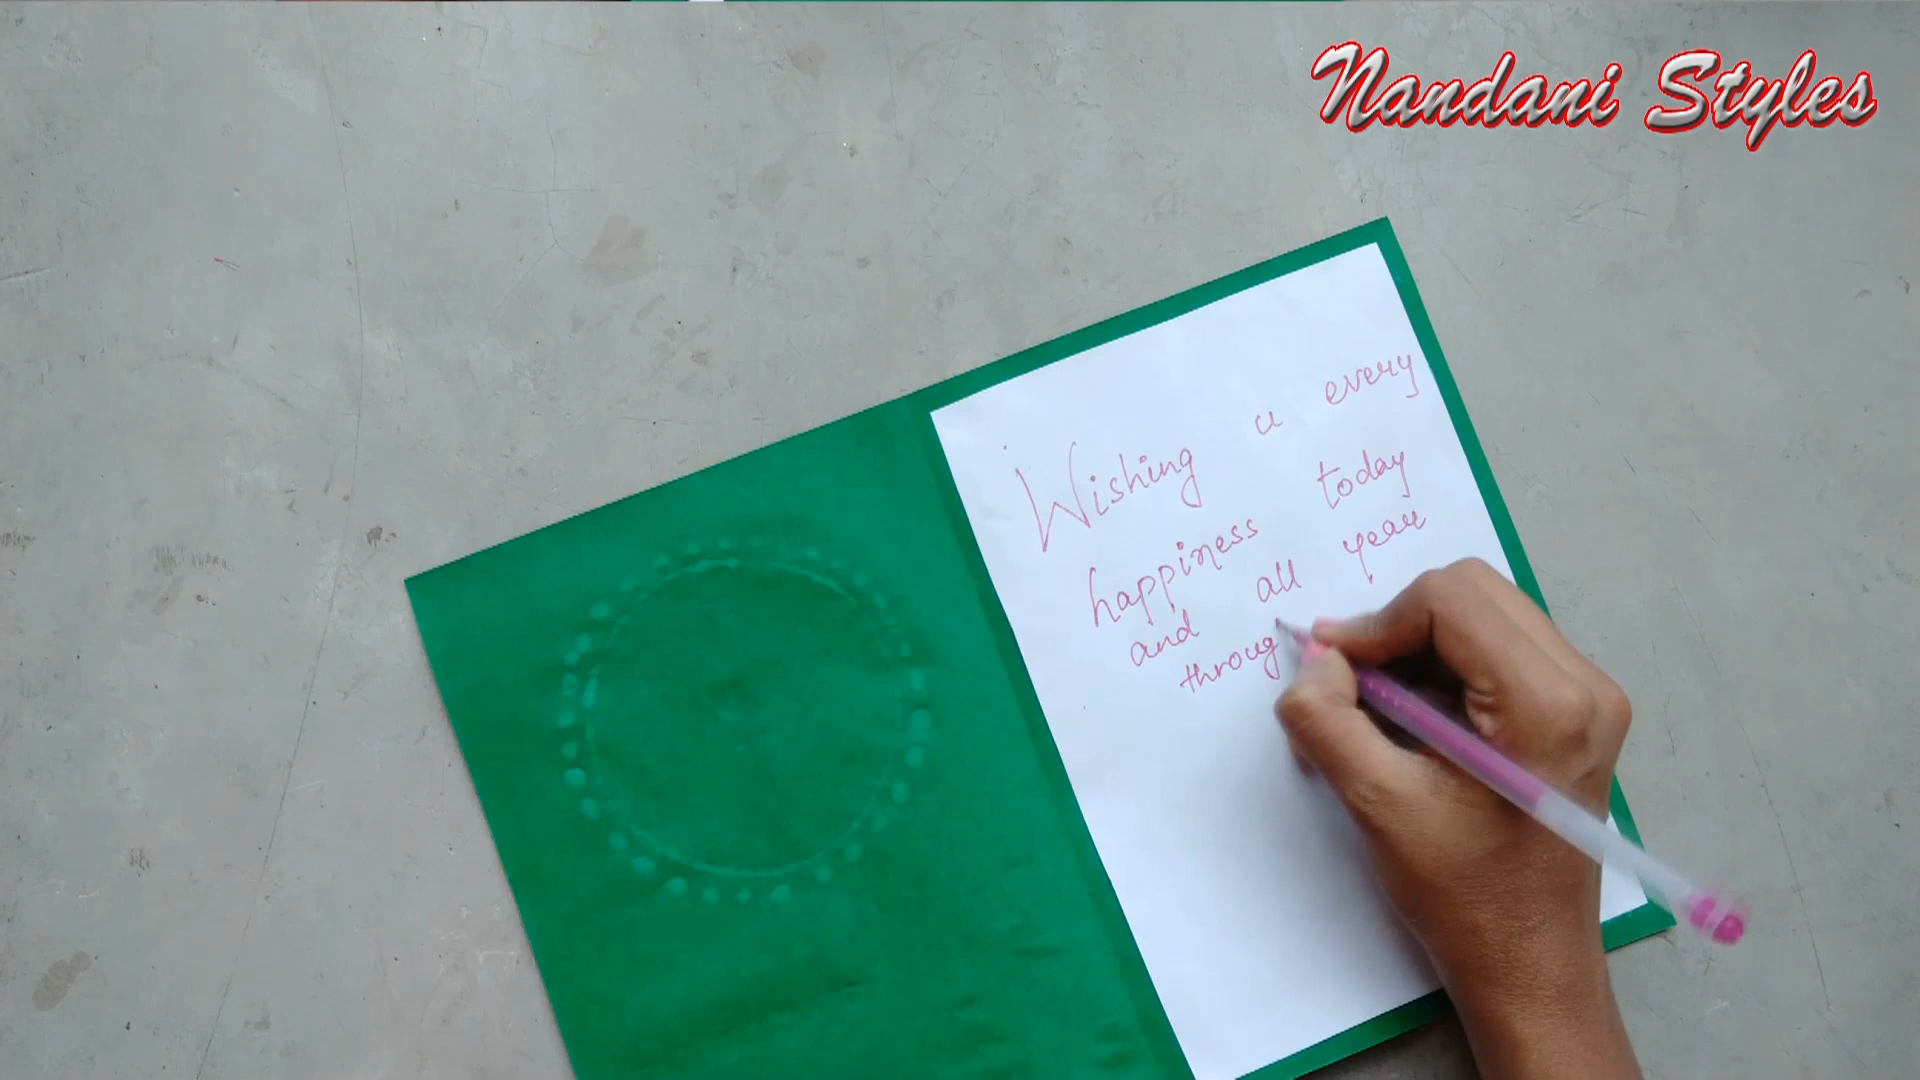 Nandani Styles
Wishing u every
happiness today
and all year
throug